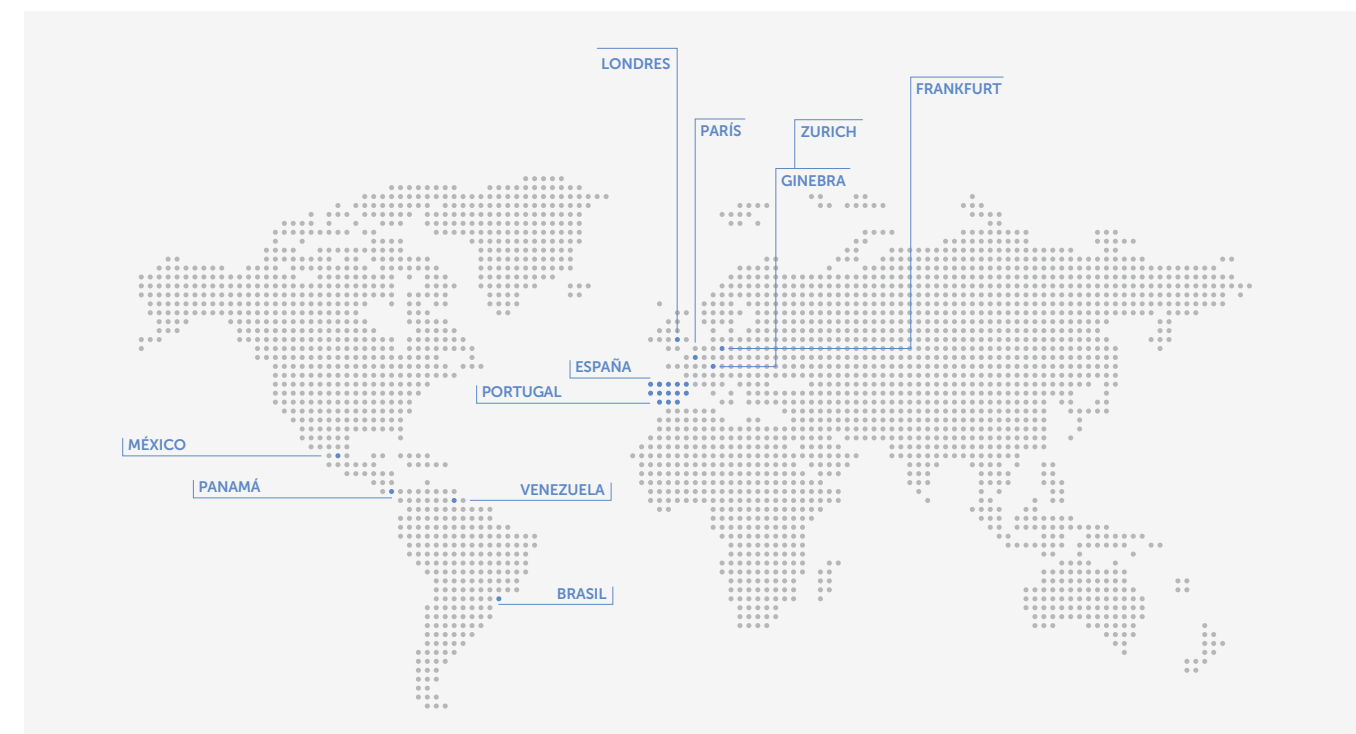 LONDRES
FRANKFURT
PARÍS
ZURICH
GINEBRA
ESPAÑA
PORTUGAL
MÉXICO
PANAMÁ
VENEZUELA
BRASIL